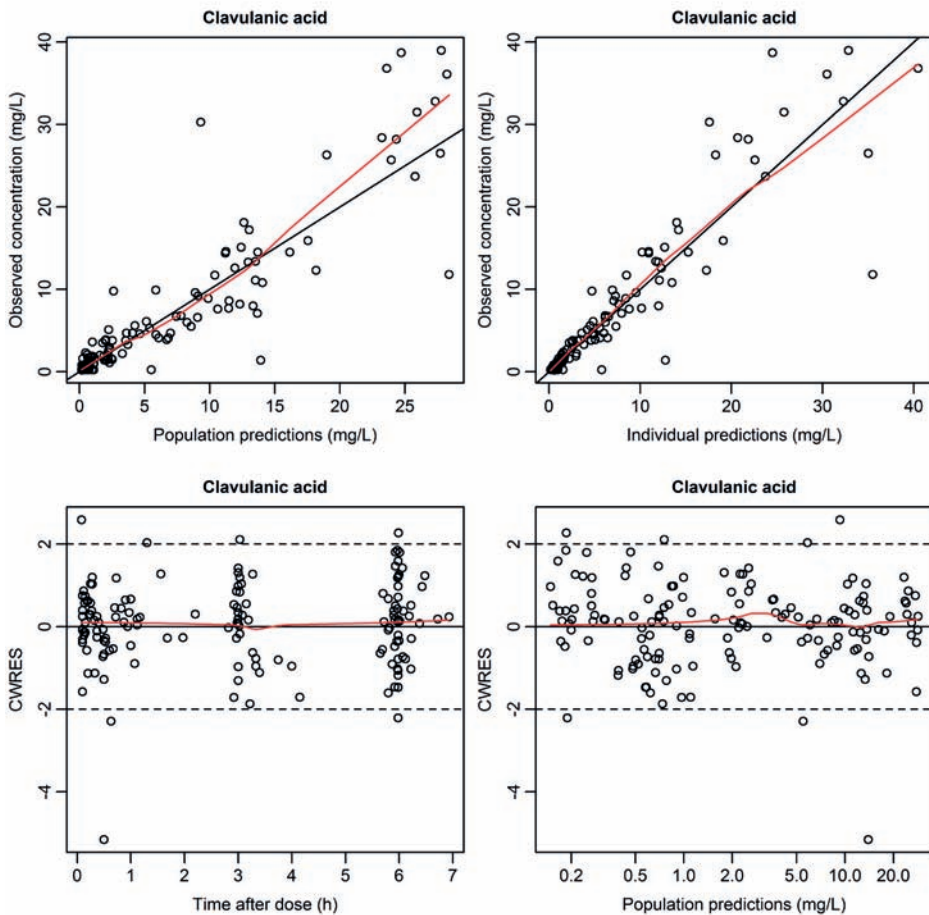 Clavulanic acid
Observed concentration (mg/L)
40
30
20
10
0
0 5 10 15 20 25
Population predictions (mg/L)
Clavulanic acid
Observed concentration (mg/L)
40
30
20
10
0
0 10 20 30 40
Individual predictions (mg/L)
Clavulanic acid
CWRES
2
0
-2
-4
0 1 2 3 4 5 6 7
Time after dose (h)
Clavulanic acid
CWRES
2
0
-2
-4
0.2 0.5 1.0 2.0 5.0 10.0 20.0
Population predictions (mg/L)